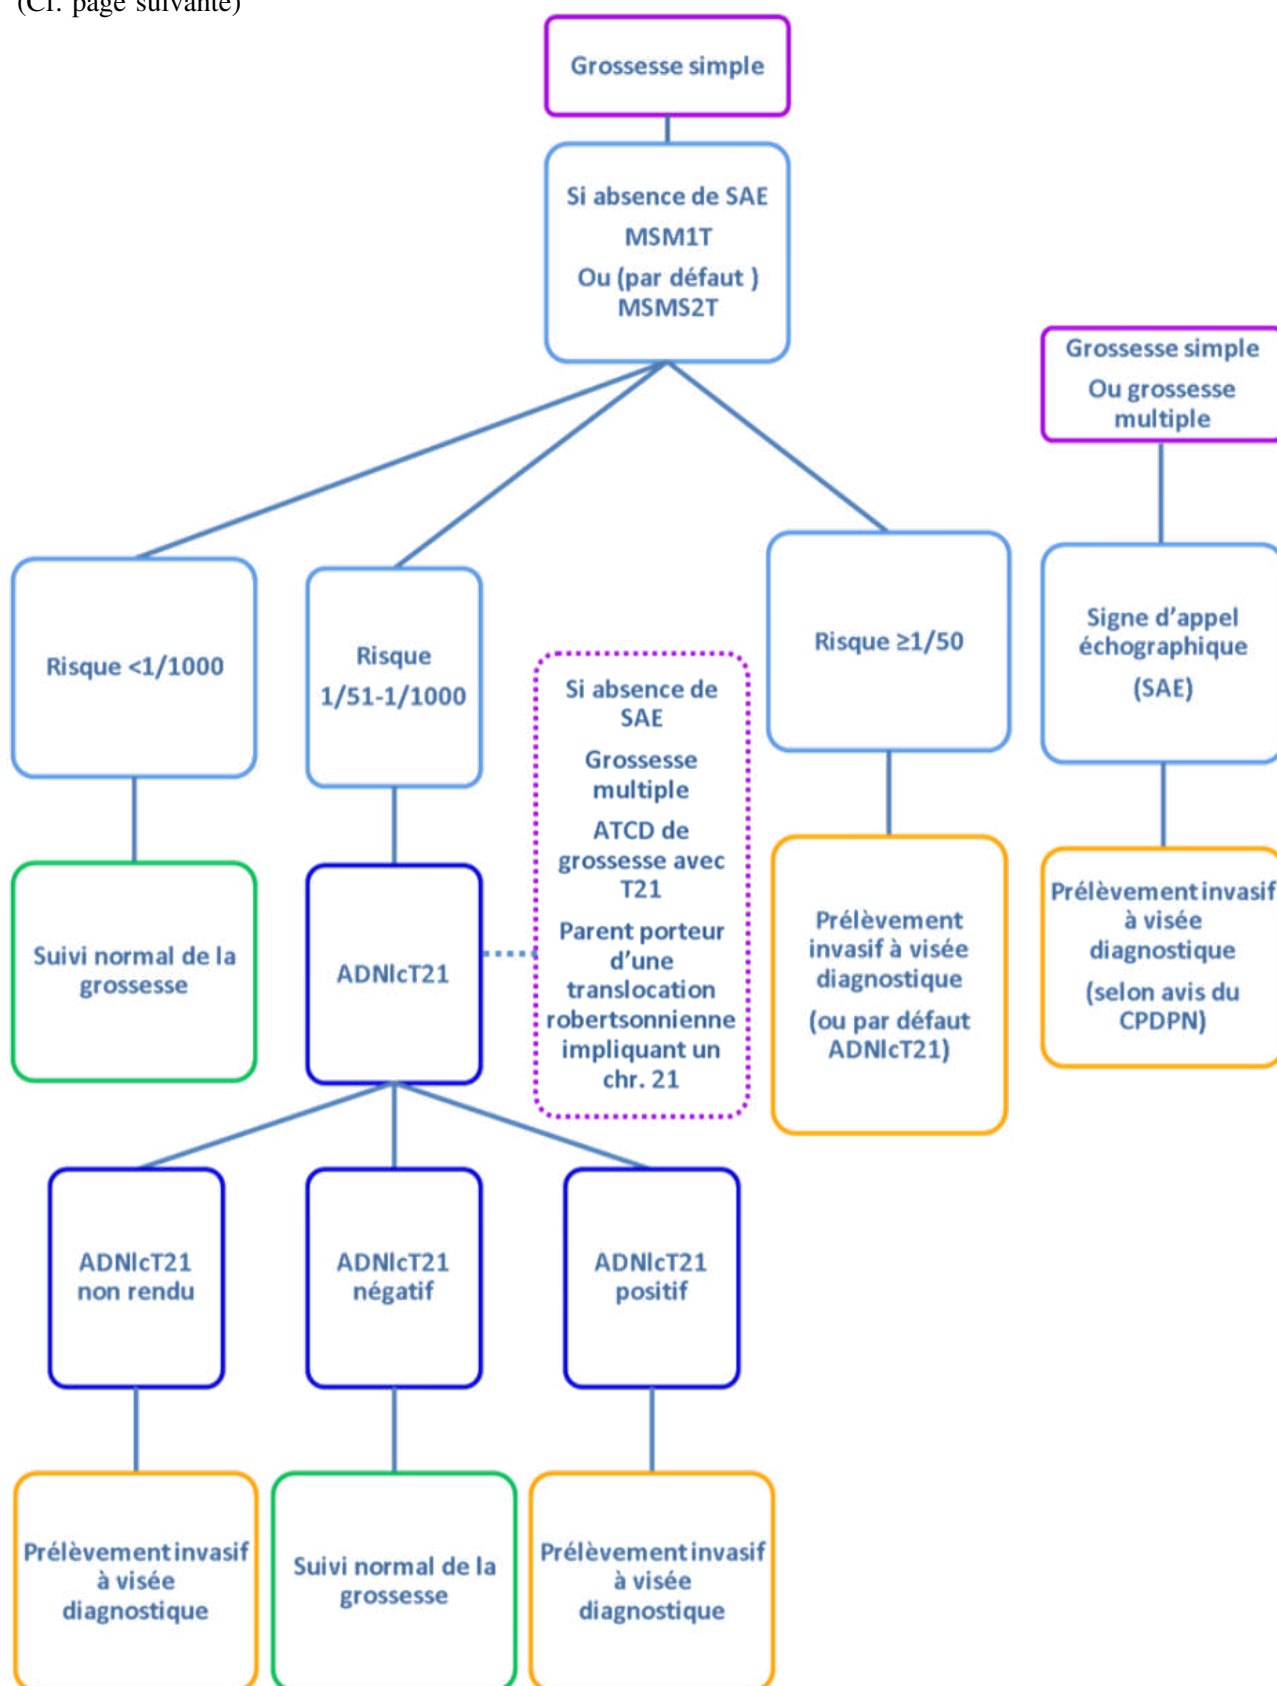 (Cf. page suivante)
Grossesse simple
Si absence de SAE
MSM1T
Ou (par défaut )
MSMS2T
Grossesse simple
Ou grossesse
multiple
Risque <1/1000
Risque
1/51-1/1000
Risque ≥1/50
Signe d’appel
échographique
(SAE)
Si absence de
SAE
Grossesse
multiple
ATCD de
grossesse avec
T21
Parent porteur
d’une
translocation
robertsonnienne
impliquant un
chr. 21
Suivi normal de la
grossesse
ADNlcT21
Prélèvement
invasif à visée
diagnostique
(ou par défaut
ADNlcT21)
Prélèvement invasif
à visée
diagnostique
(selon avis du
CPDPN)
ADNlcT21
non rendu
ADNlcT21
négatif
ADNlcT21
positif
Prélèvement invasif
à visée
diagnostique
Suivi normal de la
grossesse
Prélèvement invasif
à visée
diagnostique